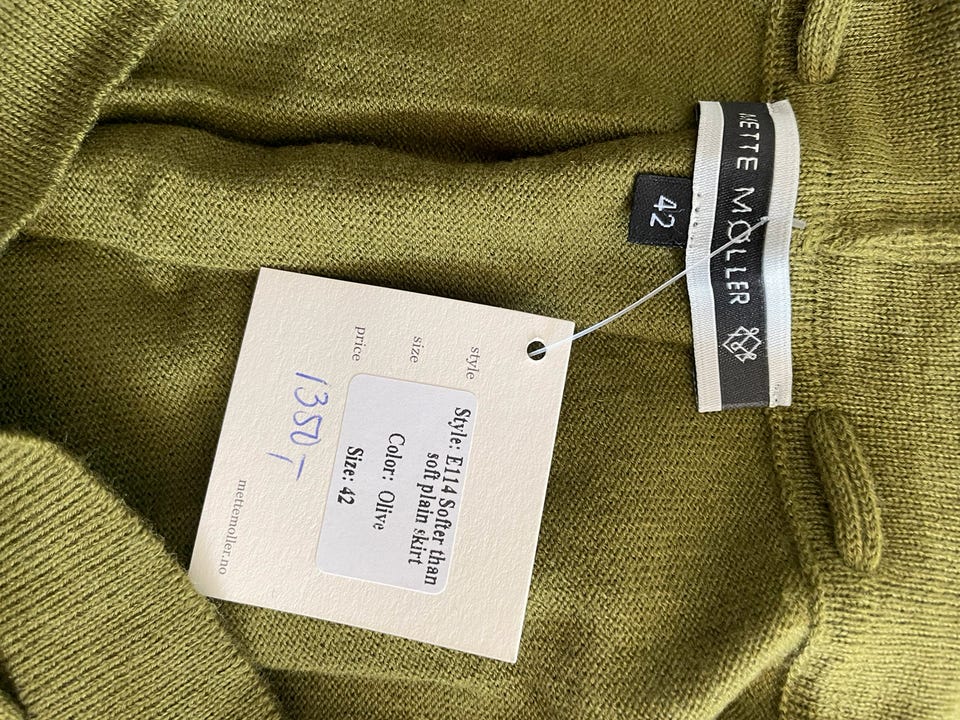 METTE MØLLER
42
style
size
price
Style: E114 Softer than
soft plain skirt
Color: Olive
Size: 42
1350,-
mettemoller.no